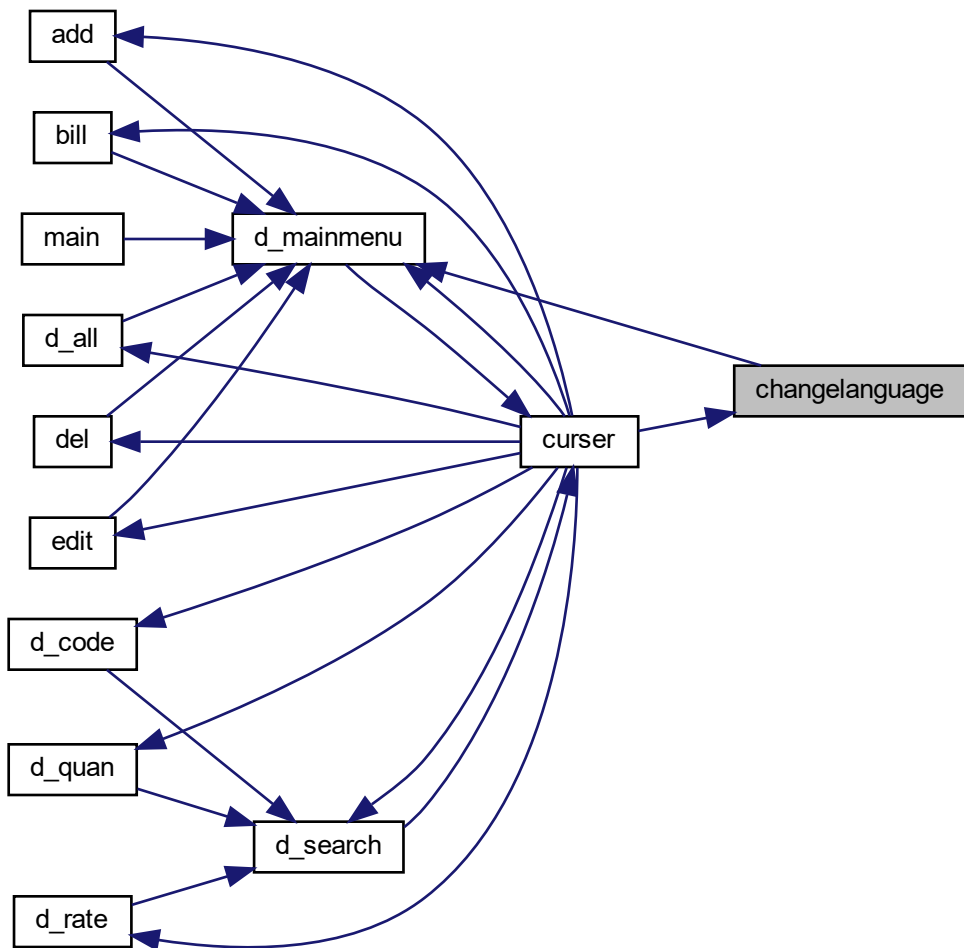 add
bill
main
d_mainmenu
d_all
changelanguage
del
curser
edit
d_code
d_quan
d_search
d_rate